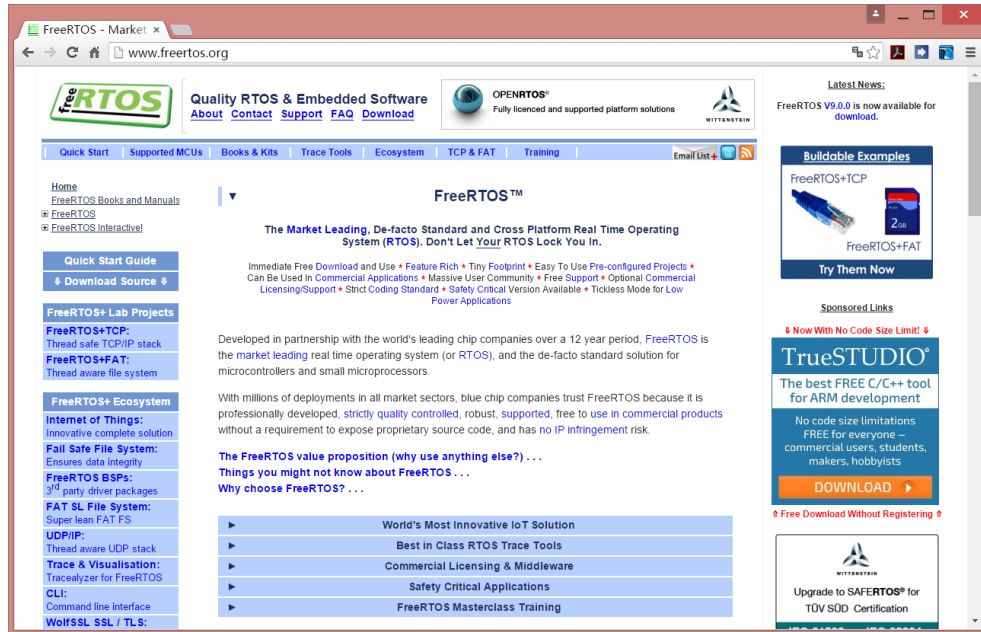 FreeRTOS - Market
www.freertos.org
free RTOS
Quality RTOS & Embedded Software
About Contact Support FAQ Download
OPENRTOS®
Fully licenced and supported platform solutions
WITTENSTEIN
Latest News:
FreeRTOS V9.0.0 is now available for
download.
Quick Start
Supported MCUs
Books & Kits
Trace Tools
Ecosystem
TCP & FAT
Training
Email List+
Home
FreeRTOS Books and Manuals
FreeRTOS
FreeRTOS Interactive!
Quick Start Guide
⇩ Download Source ⇩
FreeRTOS+ Lab Projects
FreeRTOS+TCP:
Thread safe TCP/IP stack
FreeRTOS+FAT:
Thread aware file system
FreeRTOS+ Ecosystem
Internet of Things:
Innovative complete solution
Fail Safe File System:
Ensures data integrity
FreeRTOS BSPs:
3rd party driver packages
FAT SL File System:
Super lean FAT FS
UDP/IP:
Thread aware UDP stack
Trace & Visualisation:
Tracealyzer for FreeRTOS
CLI:
Command line interface
WolfSSL SSL / TLS:
▼ FreeRTOS™
The Market Leading, De-facto Standard and Cross Platform Real Time Operating
System (RTOS). Don't Let Your RTOS Lock You In.
Immediate Free Download and Use ★ Feature Rich ★ Tiny Footprint ★ Easy To Use Pre-configured Projects ★
Can Be Used In Commercial Applications ★ Massive User Community ★ Free Support ★ Optional Commercial
Licensing/Support ★ Strict Coding Standard ★ Safety Critical Version Available ★ Tickless Mode for Low
Power Applications
Developed in partnership with the world's leading chip companies over a 12 year period, FreeRTOS is
the market leading real time operating system (or RTOS), and the de-facto standard solution for
microcontrollers and small microprocessors.
With millions of deployments in all market sectors, blue chip companies trust FreeRTOS because it is
professionally developed, strictly quality controlled, robust, supported, free to use in commercial products
without a requirement to expose proprietary source code, and has no IP infringement risk.
The FreeRTOS value proposition (why use anything else?) . . .
Things you might not know about FreeRTOS . . .
Why choose FreeRTOS? . . .
► World's Most Innovative IoT Solution
► Best in Class RTOS Trace Tools
► Commercial Licensing & Middleware
► Safety Critical Applications
► FreeRTOS Masterclass Training
Buildable Examples
FreeRTOS+TCP
2GB
FreeRTOS+FAT
Try Them Now
Sponsored Links
⇩ Now With No Code Size Limit! ⇩
TrueSTUDIO®
The best FREE C/C++ tool
for ARM development
No code size limitations
FREE for everyone –
commercial users, students,
makers, hobbyists
DOWNLOAD
⇧ Free Download Without Registering ⇧
WITTENSTEIN
Upgrade to SAFERTOS® for
TÜV SÜD Certification